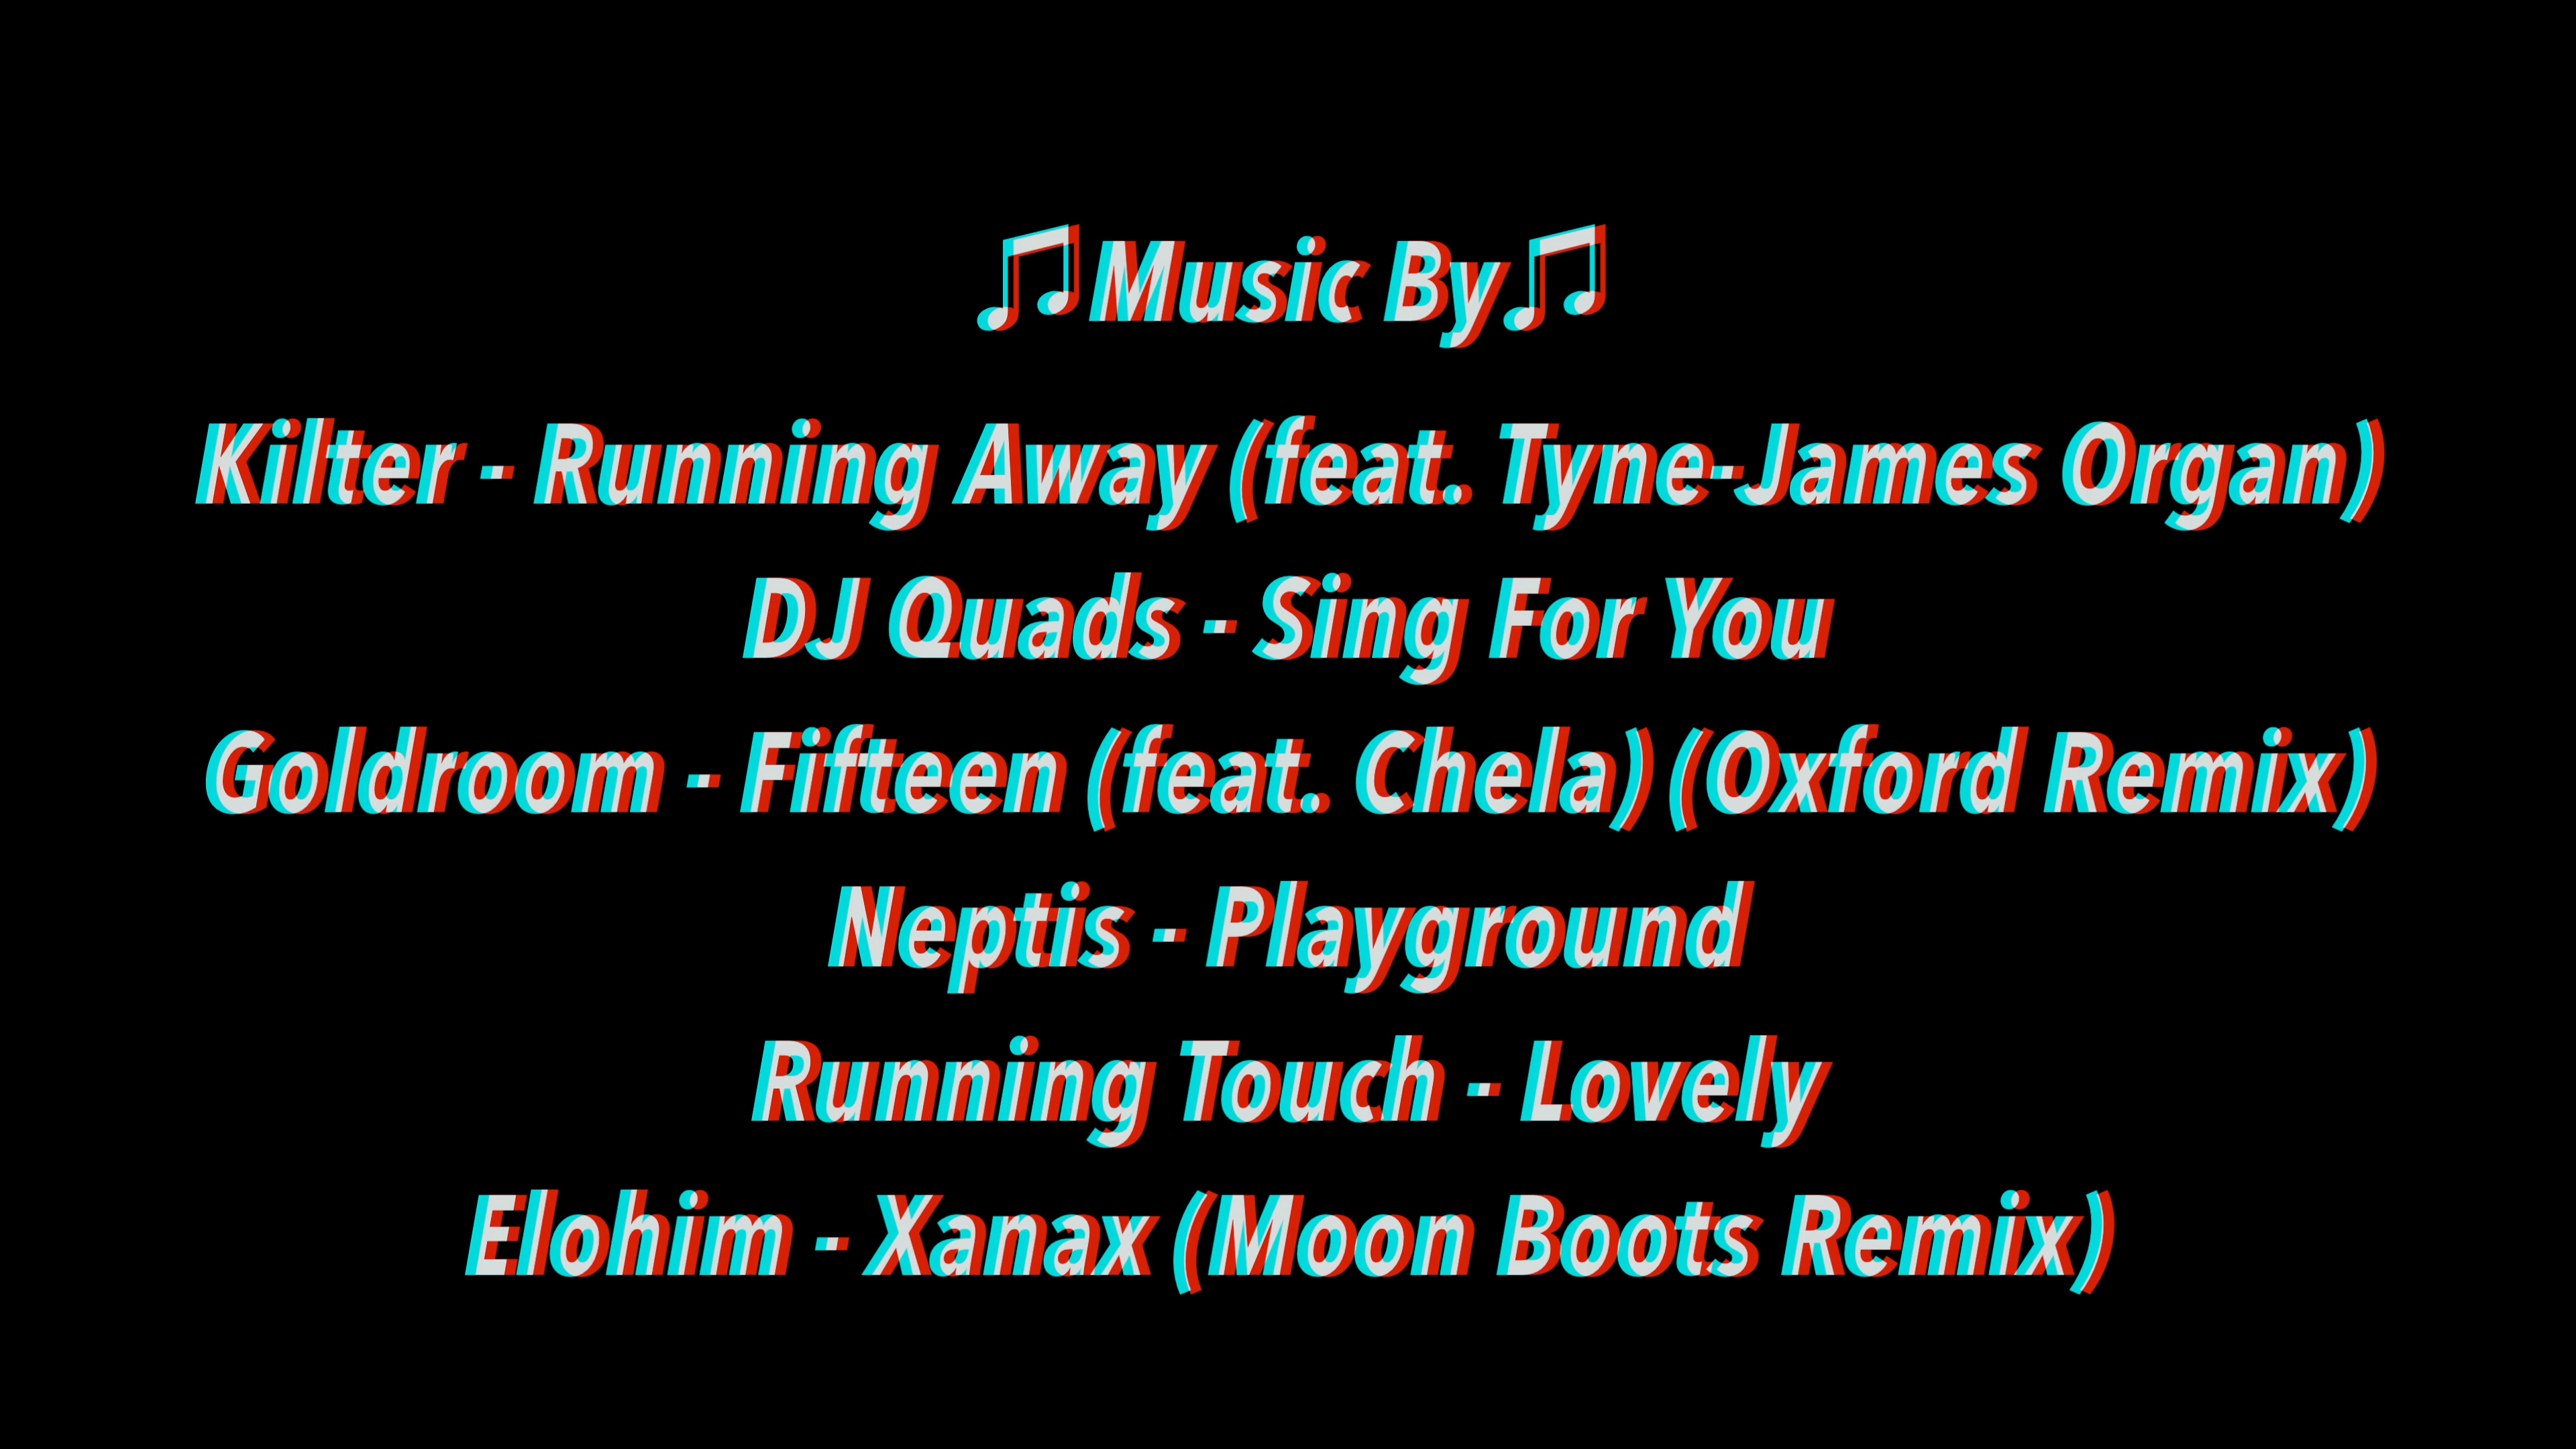 ♫Music By♫
Kilter - Running Away (feat. Tyne-James Organ)
DJ Quads - Sing For You
Goldroom - Fifteen (feat. Chela) (Oxford Remix)
Neptis - Playground
Running Touch - Lovely
Elohim - Xanax (Moon Boots Remix)